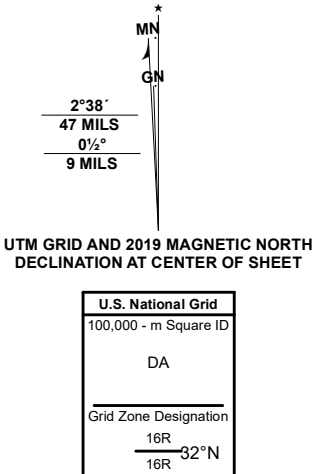 MN
GN
2°38´
47 MILS
0½°
9 MILS
UTM GRID AND 2019 MAGNETIC NORTH
DECLINATION AT CENTER OF SHEET
U.S. National Grid
100,000 - m Square ID
DA
Grid Zone Designation
16R
32°N
16R